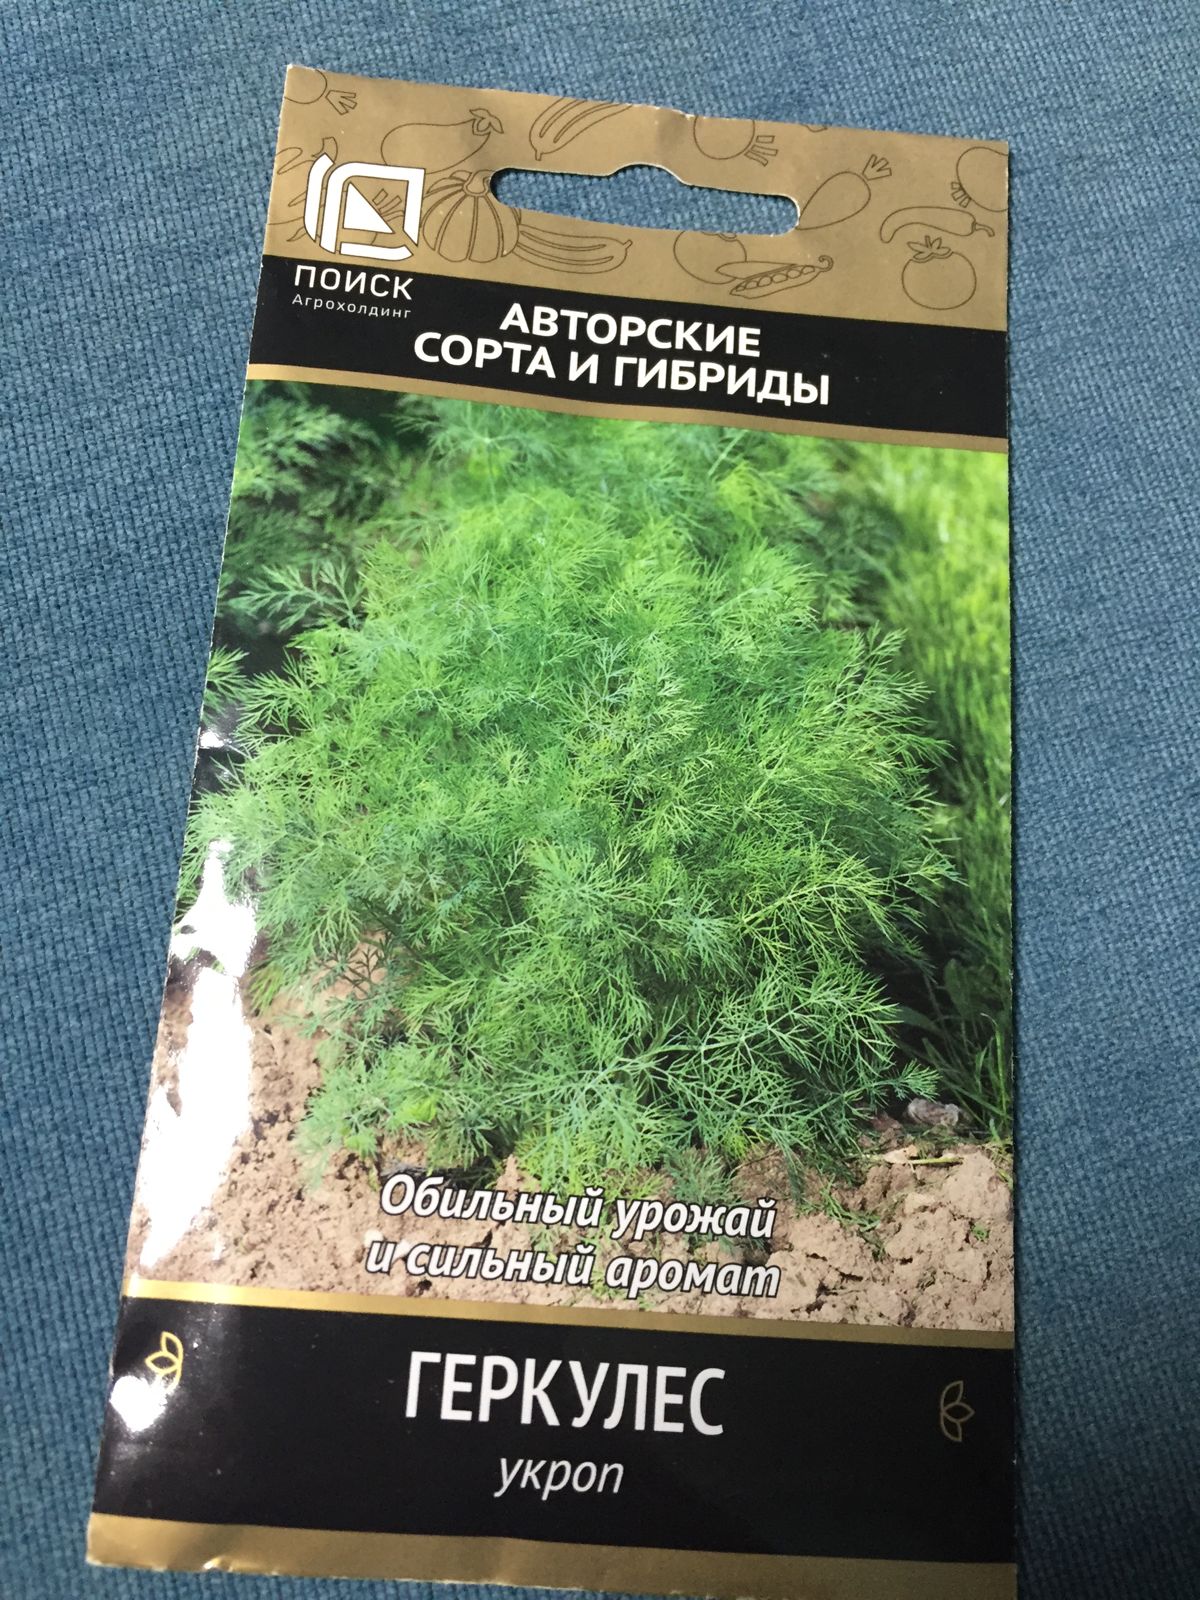 ПОИСК
Агрохолдинг
АВТОРСКИЕ
СОРТА И ГИБРИДЫ
Обильный урожай
и сильный аромат
ГЕРКУЛЕС
укроп